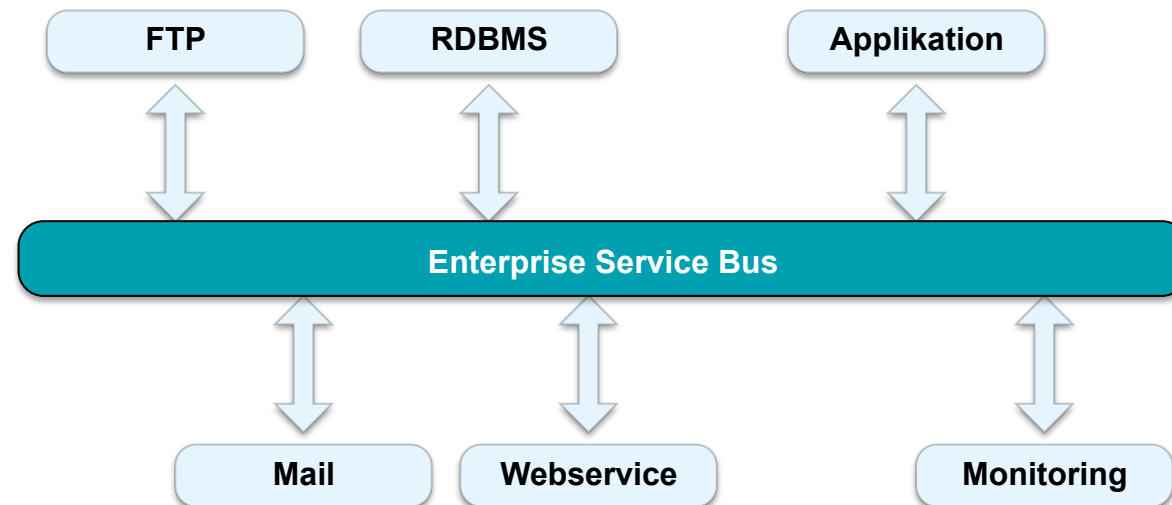 FTP
RDBMS
Applikation
Enterprise Service Bus
Mail
Webservice
Monitoring